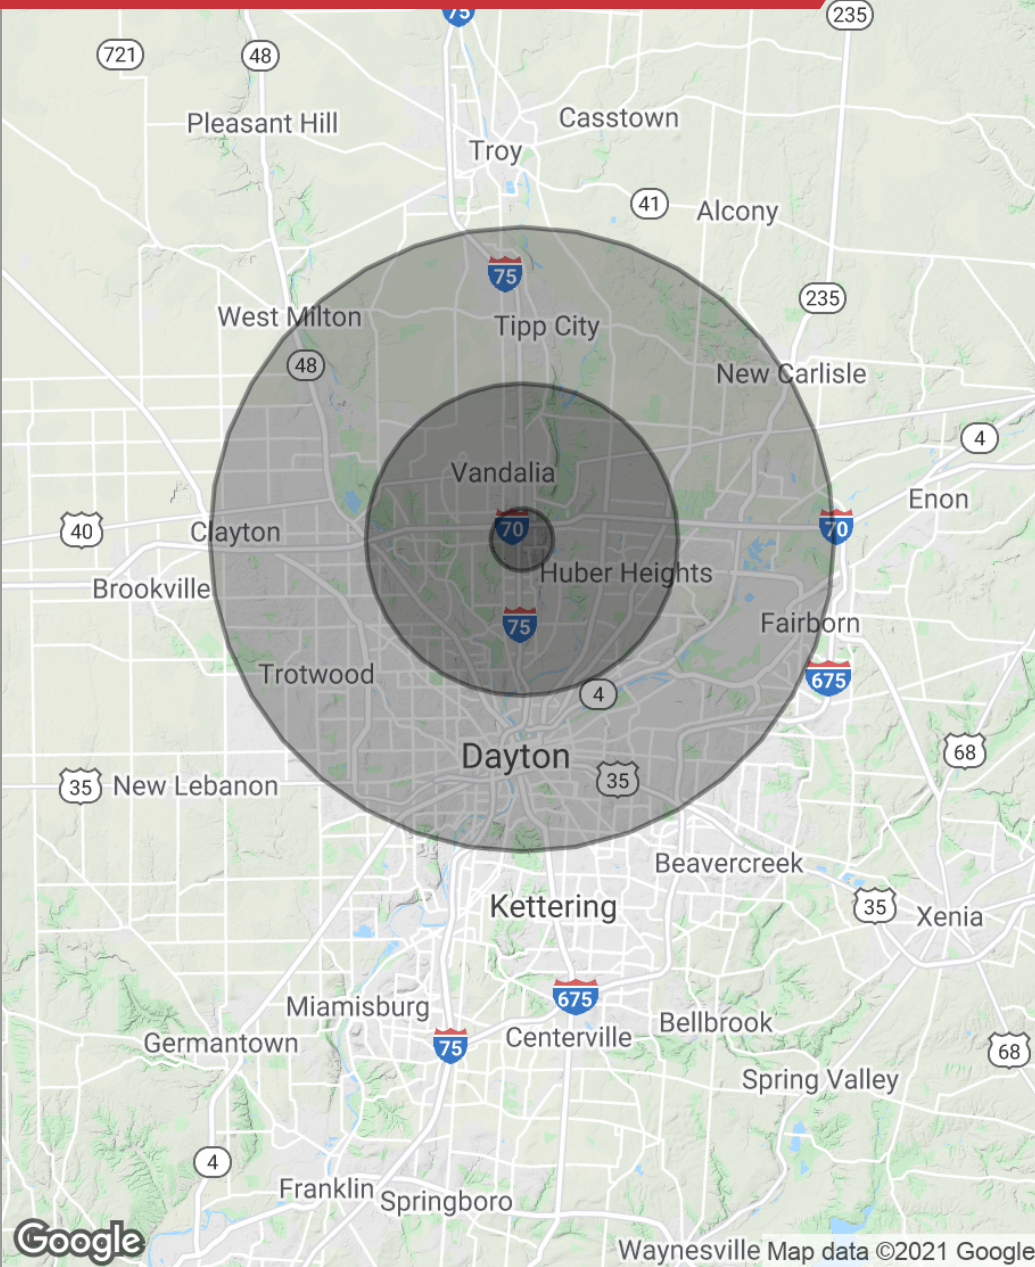 75
235
721
48
Pleasant Hill
Casstown
Troy
41
Alcony
75
235
West Milton
Tipp City
48
New Carlisle
4
Vandalia
Enon
40
Clayton
70
70
Huber Heights
Brookville
75
Fairborn
Trotwood
675
4
68
Dayton
35
35
New Lebanon
Beavercreek
Kettering
35
Xenia
675
Miamisburg
Bellbrook
75
Centerville
Germantown
68
Spring Valley
4
Franklin
Springboro
Google
Waynesville
Map data ©2021 Google